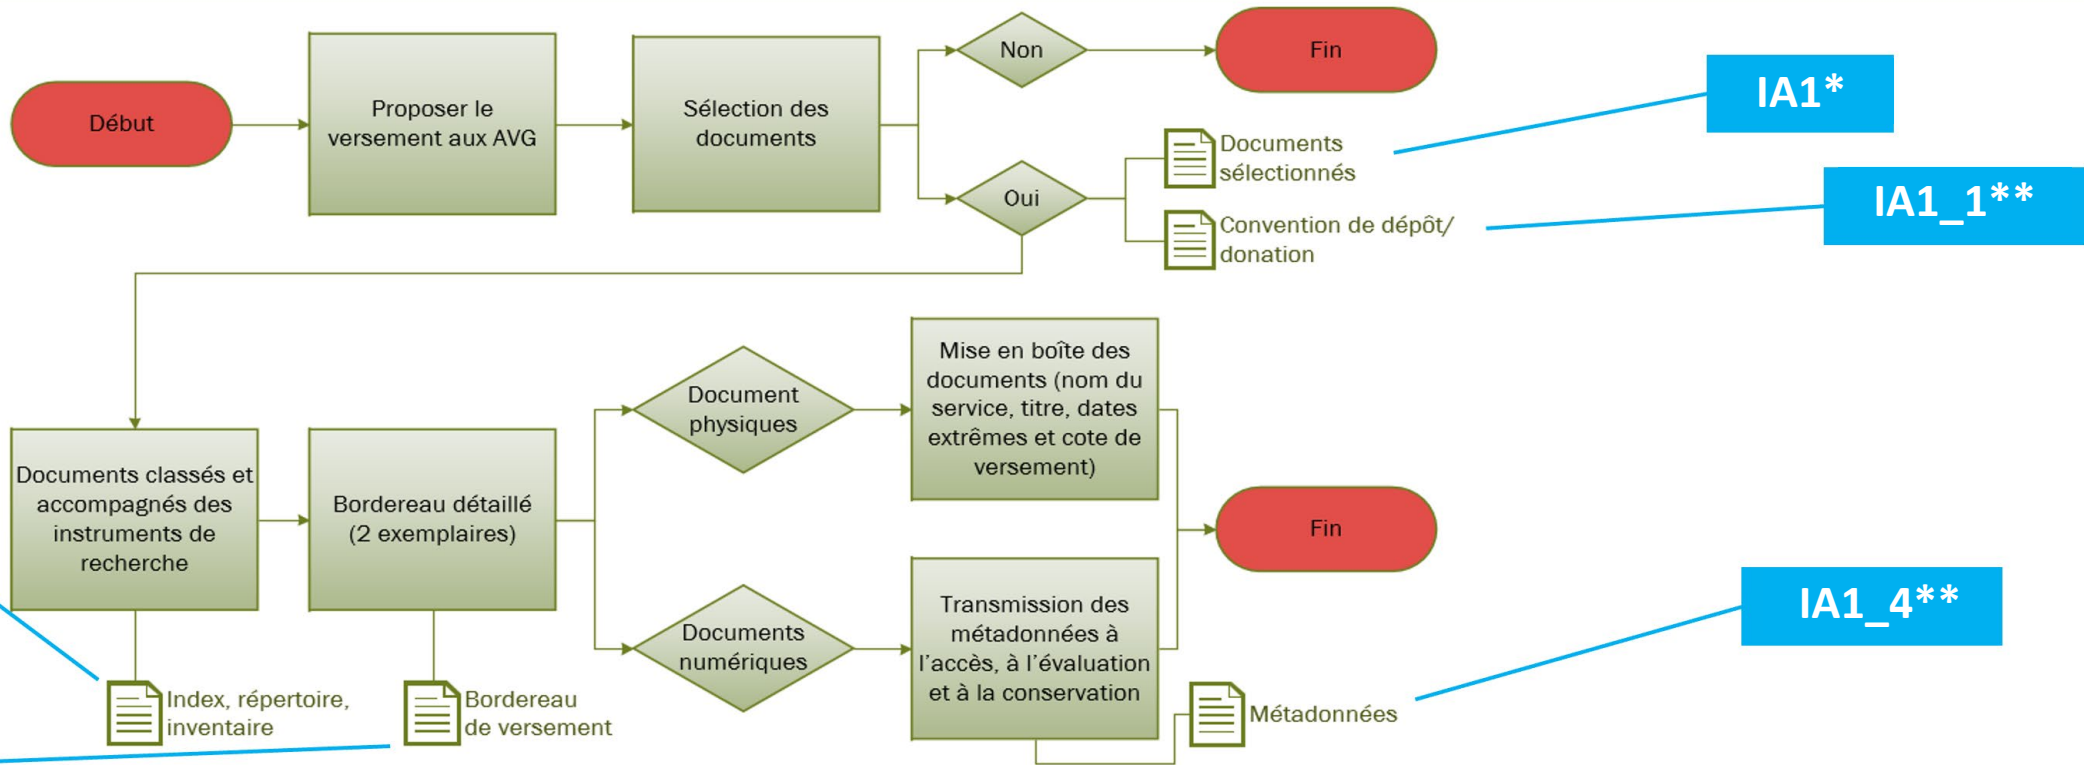 Début
Proposer le
versement aux AVG
Sélection des
documents
Non
Fin
Oui
Documents
sélectionnés
Convention de dépôt/
donation
IA1*
IA1_1**
Documents classés et
accompagnés des
instruments de
recherche
Index, répertoire,
inventaire
Bordereau détaillé
(2 exemplaires)
Bordereau
de versement
Document
physiques
Mise en boîte des
documents (nom du
service, titre, dates
extrêmes et cote de
versement)
Documents
numériques
Transmission des
métadonnées à
l'accès, à l'évaluation
et à la conservation
Métadonnées
Fin
IA1_4**